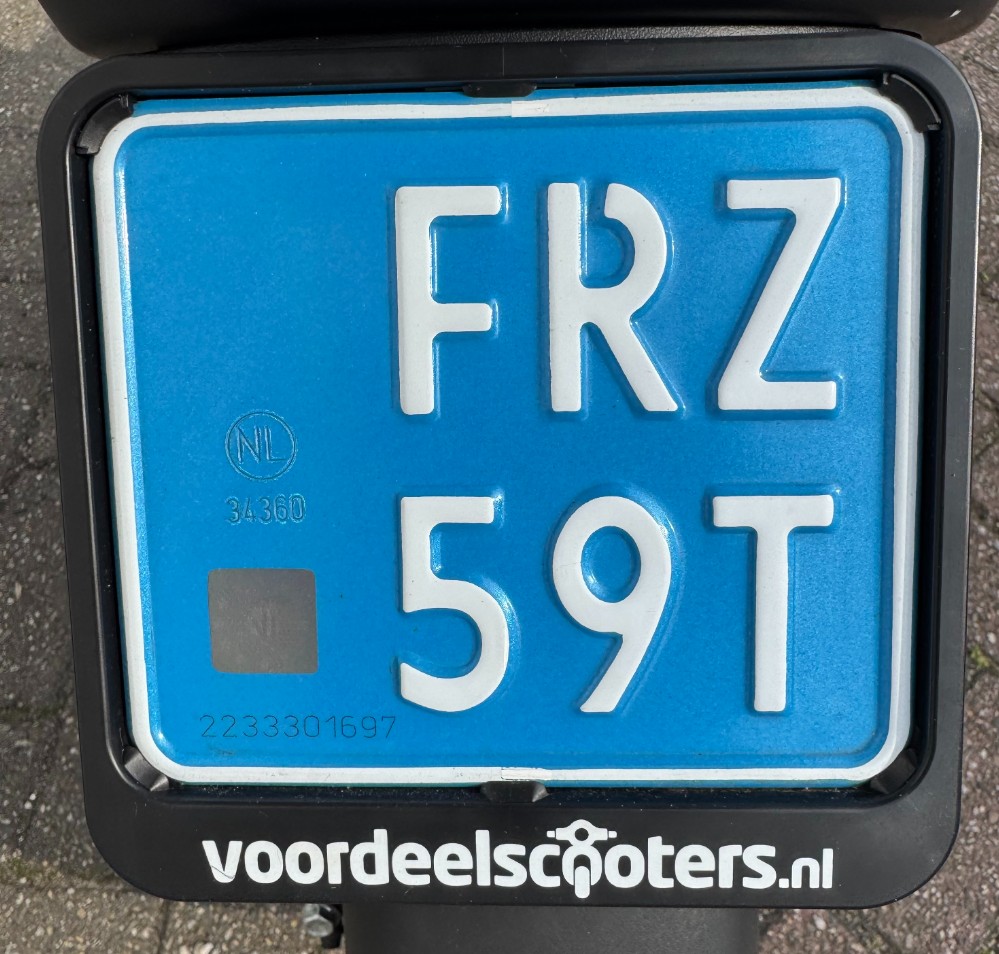 FRZ
NL
34360
59T
2233301697
voordeelscooters.nl